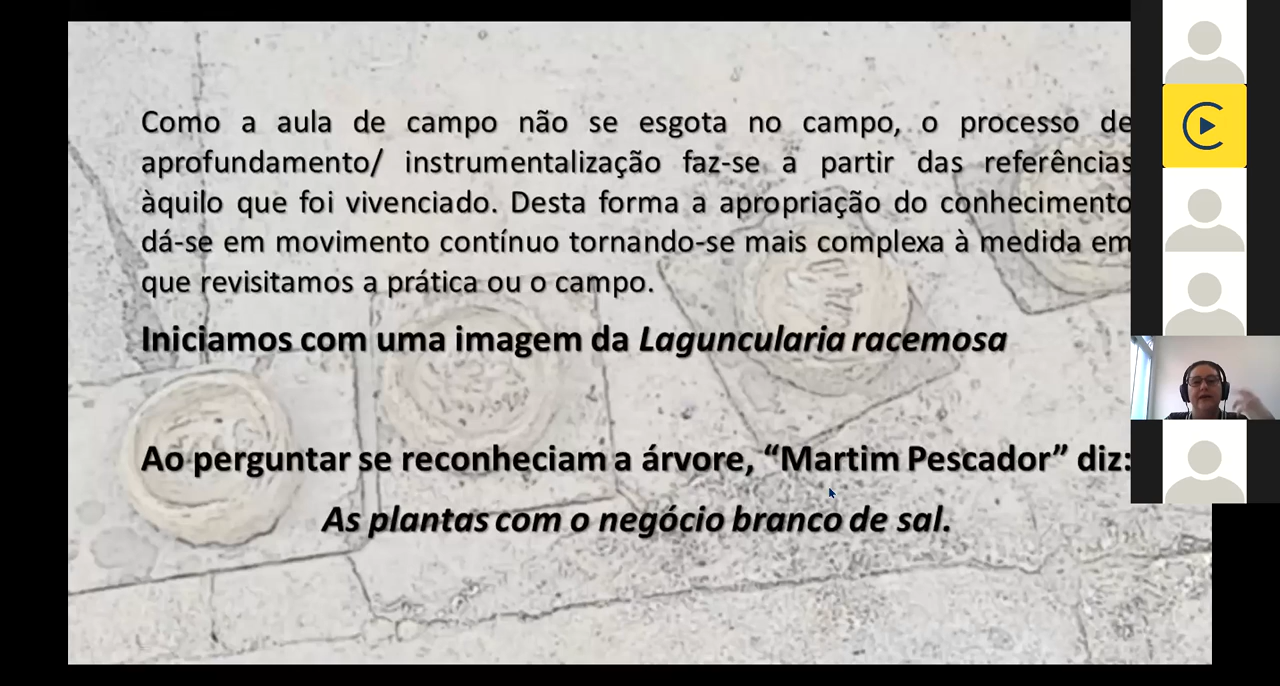 Como a aula de campo não se esgota no campo, o processo de
aprofundamento/ instrumentalização faz-se a partir das referências
àquilo que foi vivenciado. Desta forma a apropriação do conhecimento
dá-se em movimento contínuo tornando-se mais complexa à medida em
que revisitamos a prática ou o campo.
Iniciamos com uma imagem da Laguncularia racemosa
Ao perguntar se reconheciam a árvore, “Martim Pescador” diz:
As plantas com o negócio branco de sal.